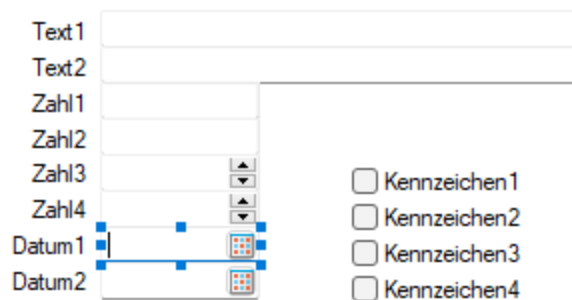 Text1
Text2
Zahl1
Zahl2
Zahl3
Kennzeichen1
Zahl4
Kennzeichen2
Datum1
Kennzeichen3
Datum2
Kennzeichen4